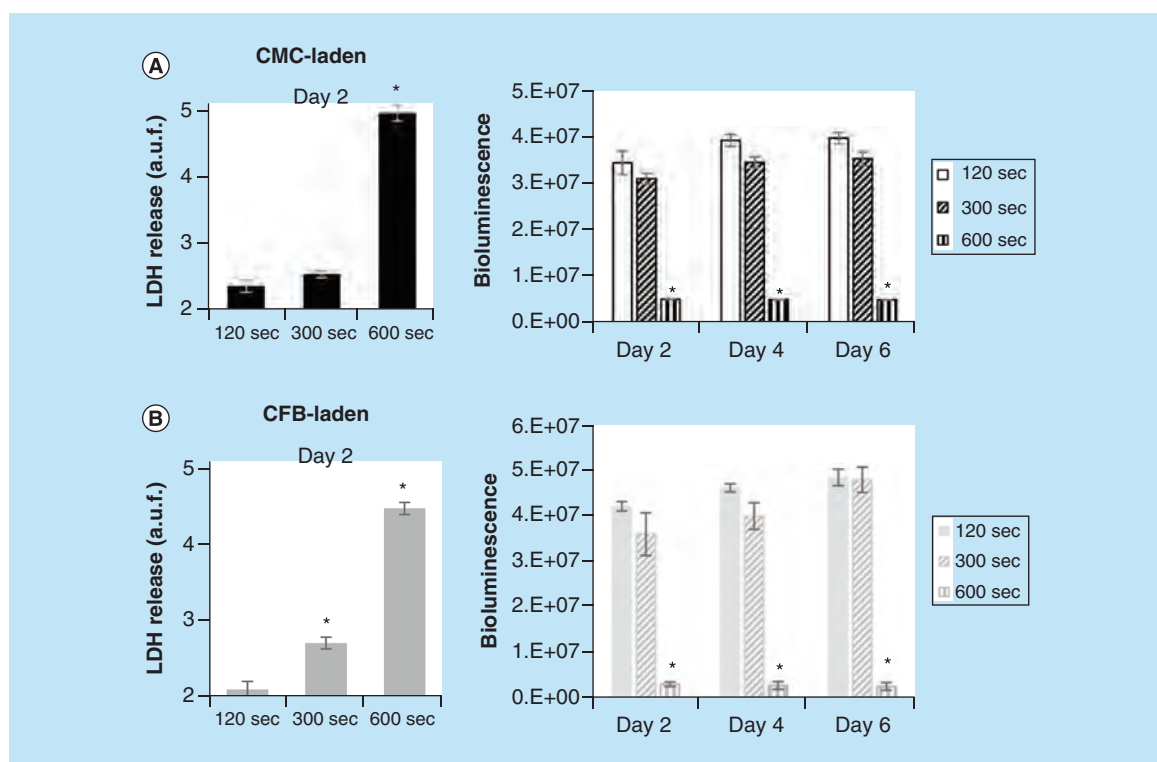 A
CMC-laden
Day 2
*
LDH release (a.u.f.)
5
4
3
2
120 sec 300 sec 600 sec
Bioluminescence
5.E+07
4.E+07
3.E+07
2.E+07
1.E+07
0.E+00
* * *
Day 2 Day 4 Day 6
120 sec
300 sec
600 sec
B
CFB-laden
Day 2
* *
LDH release (a.u.f.)
5
4
3
2
120 sec 300 sec 600 sec
Bioluminescence
6.E+07
5.E+07
4.E+07
3.E+07
2.E+07
1.E+07
0.E+00
* * *
Day 2 Day 4 Day 6
120 sec
300 sec
600 sec